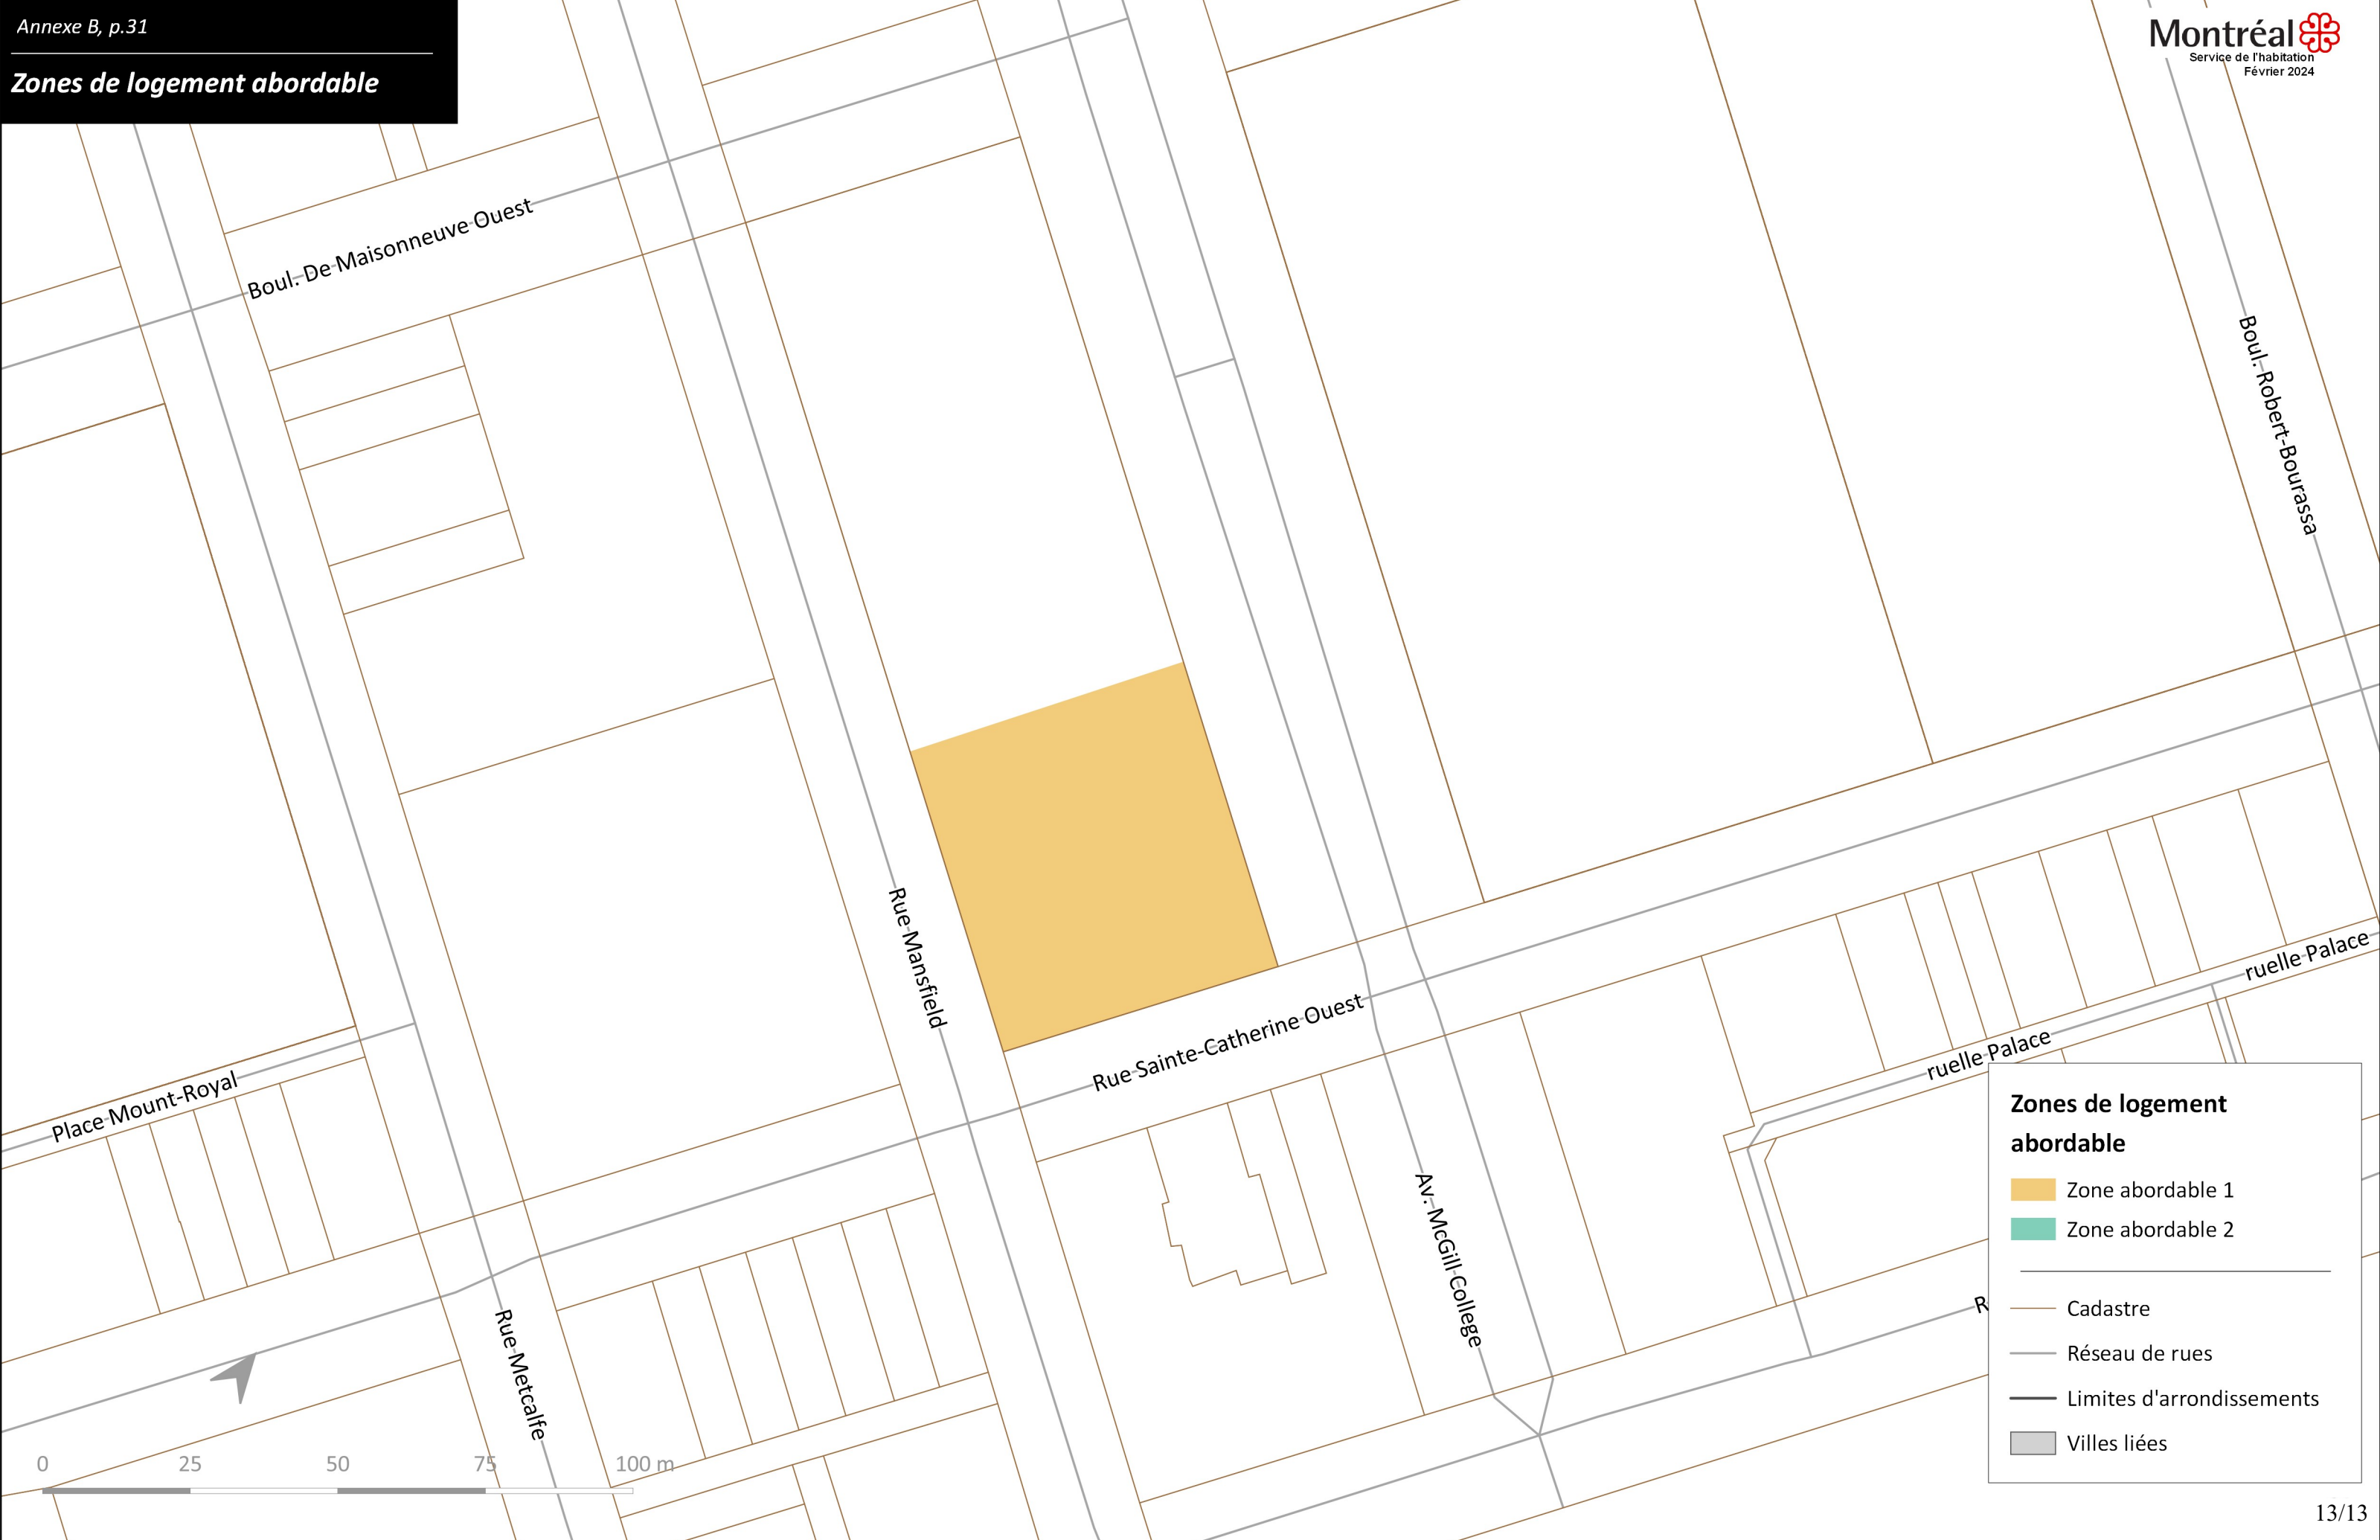 Annexe B, p.31
Zones de logement abordable
Montréal
Service de l'habitation
Février 2024
Boul. De Maisonneuve Ouest
Boul. Robert-Bourassa
Rue Mansfield
Rue Sainte-Catherine Ouest
ruelle Palace
ruelle Palace
Place Mount-Royal
Av. McGill College
Rue Metcalfe
R
0 25 50 75 100 m
Zones de logement
abordable
Zone abordable 1
Zone abordable 2
Cadastre
Réseau de rues
Limites d'arrondissements
Villes liées
13/13